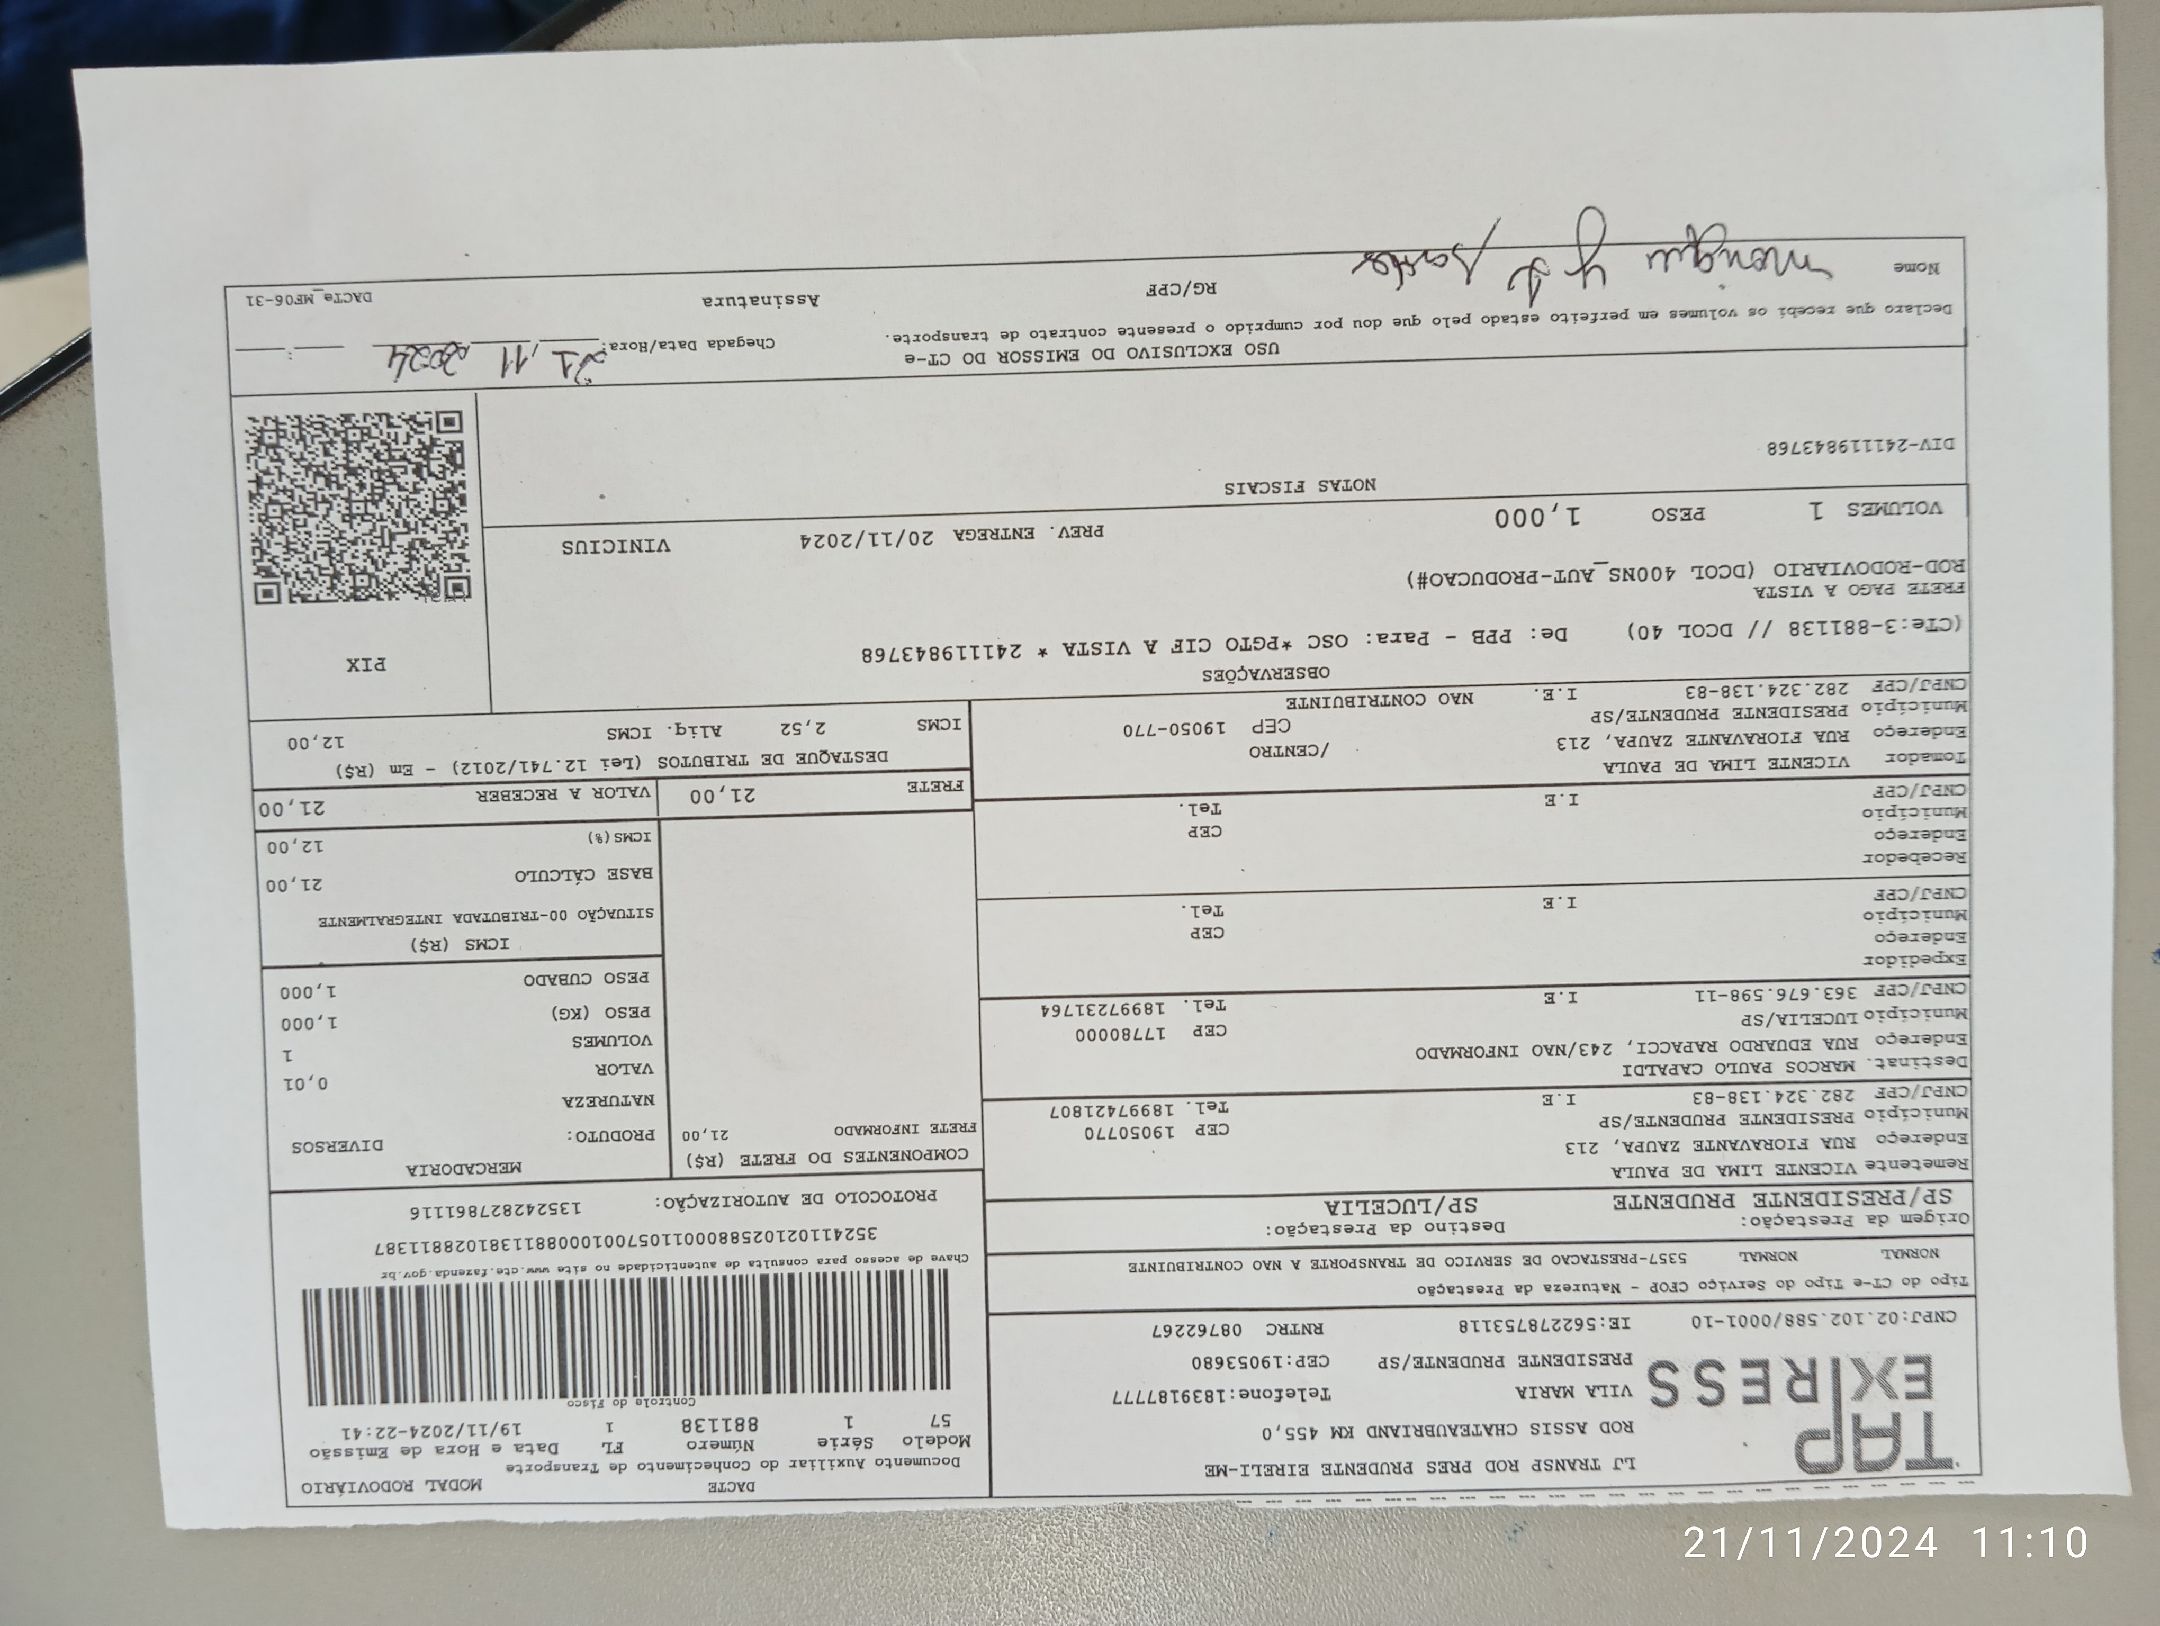 TAP
EXPRESS
LJ TRANSP ROD PRES PRUDENTE EIRELI-ME
ROD ASSIS CHATEAUBRIAND KM 455,0
VILA MARIA Telefone:1839187777
PRESIDENTE PRUDENTE/SP CEP:19053680
CNPJ:02.102.588/0001-10 IE:562278753118 RNTRC 08762267
DACTE MODAL RODOVIÁRIO
Documento Auxiliar do Conhecimento de Transporte
Modelo Série Número FL Data e Hora de Emissão
57 1 881138 1 19/11/2024-22:41
Controle do Fisco
Chave de acesso para consulta de autenticidade no site www.cte.fazenda.gov.br
35241102102588000110570010008811381028811387
PROTOCOLO DE AUTORIZAÇÃO: 135242827861116
Tipo do CT-e Tipo do Serviço CFOP - Natureza da Prestação
NORMAL NORMAL 5357-PRESTACAO DE SERVICO DE TRANSPORTE A NAO CONTRIBUINTE
Origem da Prestação: Destino da Prestação:
SP/PRESIDENTE PRUDENTE SP/LUCELIA
Remetente VICENTE LIMA DE PAULA
Endereço RUA FIORAVANTE ZAUPA, 213
Município PRESIDENTE PRUDENTE/SP CEP 19050770
CNPJ/CPF 282.324.138-83 I.E Tel. 18997421807
Destinat. MARCOS PAULO CAPALDI
Endereço RUA EDUARDO RAPACCI, 243/NAO INFORMADO
Município LUCELIA/SP CEP 17780000
CNPJ/CPF 363.676.598-11 I.E Tel. 18997231764
Expedidor
Endereço
Município CEP
CNPJ/CPF I.E Tel.
Recebedor
Endereço
Município CEP
CNPJ/CPF I.E Tel.
Tomador VICENTE LIMA DE PAULA
Endereço RUA FIORAVANTE ZAUPA, 213 /CENTRO
Município PRESIDENTE PRUDENTE/SP CEP 19050-770
CNPJ/CPF 282.324.138-83 I.E. NAO CONTRIBUINTE
COMPONENTES DO FRETE (R$)
FRETE INFORMADO 21,00
MERCADORIA
PRODUTO: DIVERSOS
NATUREZA
VALOR 0,01
VOLUMES 1
PESO (KG) 1,000
PESO CUBADO 1,000
ICMS (R$)
SITUAÇÃO 00-TRIBUTADA INTEGRALMENTE
BASE CÁLCULO 21,00
ICMS(%) 12,00
FRETE 21,00 VALOR A RECEBER 21,00
DESTAQUE DE TRIBUTOS (Lei 12.741/2012) - Em (R$)
ICMS 2,52 Aliq. ICMS 12,00
OBSERVAÇÕES
(CTe:3-881138 // DCOL 40) De: PPB - Para: OSC *PGTO CIF A VISTA * 241119843768
FRETE PAGO A VISTA
ROD-RODOVIARIO (DCOL 400NS_AUT-PRODUCAO#)
VOLUMES 1 PESO 1,000 PREV. ENTREGA 20/11/2024 VINICIUS
PIX
NOTAS FISCAIS
DIV-241119843768
USO EXCLUSIVO DO EMISSOR DO CT-e
Declaro que recebi os volumes em perfeito estado pelo que dou por cumprido o presente contrato de transporte.
Chegada Data/Hora: 21/11/2024 __:__
Nome RG/CPF Assinatura DACTe_MF06-31
21/11/2024 11:10